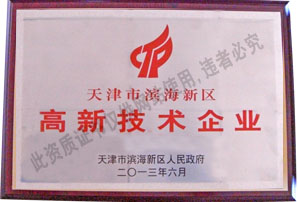 天津市滨海新区
高新技术企业
天津市滨海新区人民政府
二〇一三年六月
此资质证书仅供网络使用，违者必究